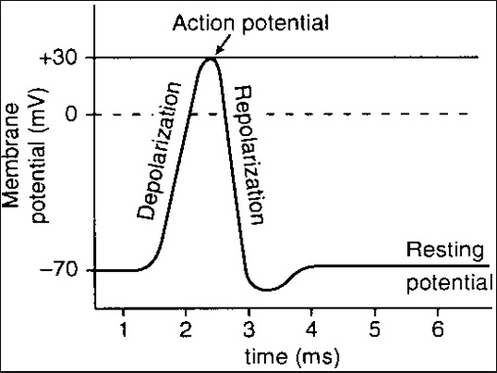 Action potential
+30
0
−70
Membrane
potential (mV)
Depolarization
Repolarization
Resting
potential
1 2 3 4 5 6
time (ms)